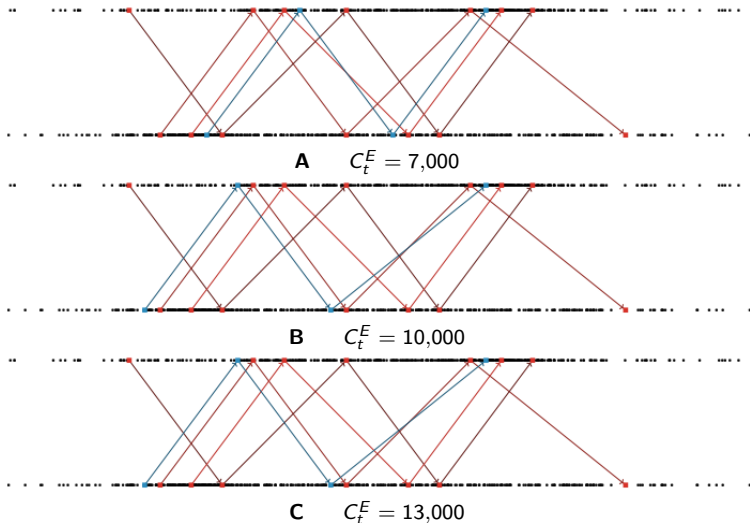 A C_t^E = 7,000
B C_t^E = 10,000
C C_t^E = 13,000